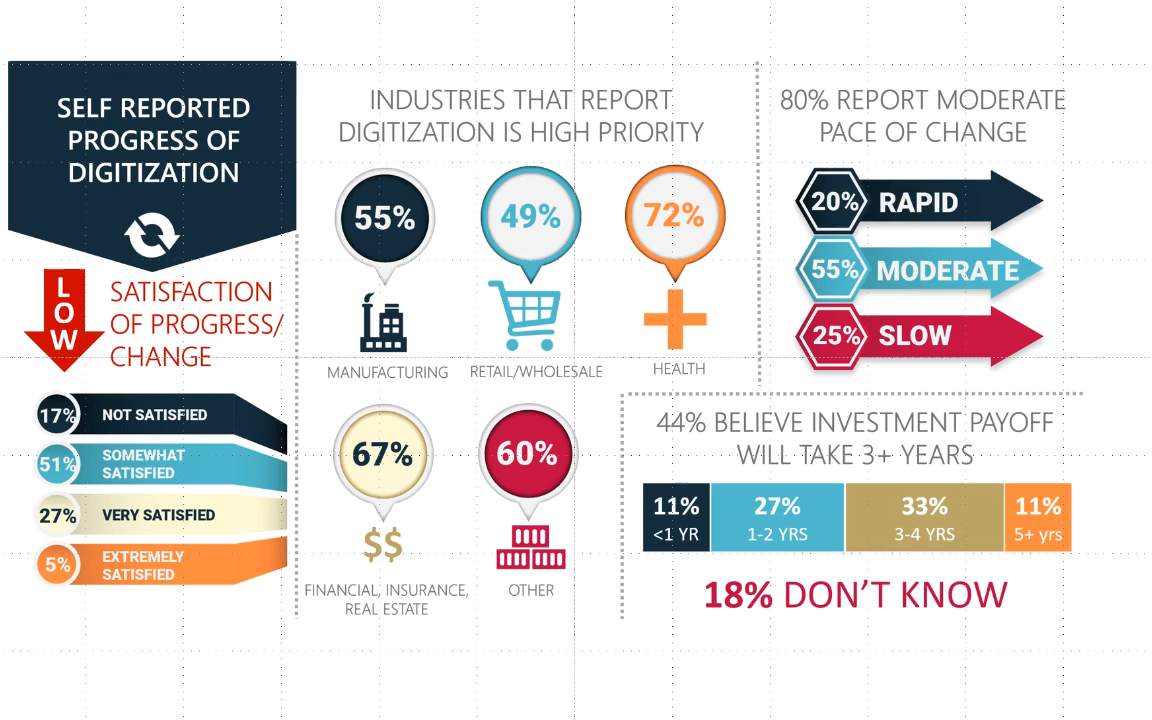 SELF REPORTED
PROGRESS OF
DIGITIZATION
LOW
SATISFACTION
OF PROGRESS/
CHANGE
17% NOT SATISFIED
51% SOMEWHAT
SATISFIED
27% VERY SATISFIED
5% EXTREMELY
SATISFIED
INDUSTRIES THAT REPORT
DIGITIZATION IS HIGH PRIORITY
55%
49%
72%
MANUFACTURING
RETAIL/WHOLESALE
HEALTH
67%
60%
$$
FINANCIAL, INSURANCE,
REAL ESTATE
OTHER
80% REPORT MODERATE
PACE OF CHANGE
20% RAPID
55% MODERATE
25% SLOW
44% BELIEVE INVESTMENT PAYOFF
WILL TAKE 3+ YEARS
11%
<1 YR
27%
1-2 YRS
33%
3-4 YRS
11%
5+ yrs
18% DON'T KNOW